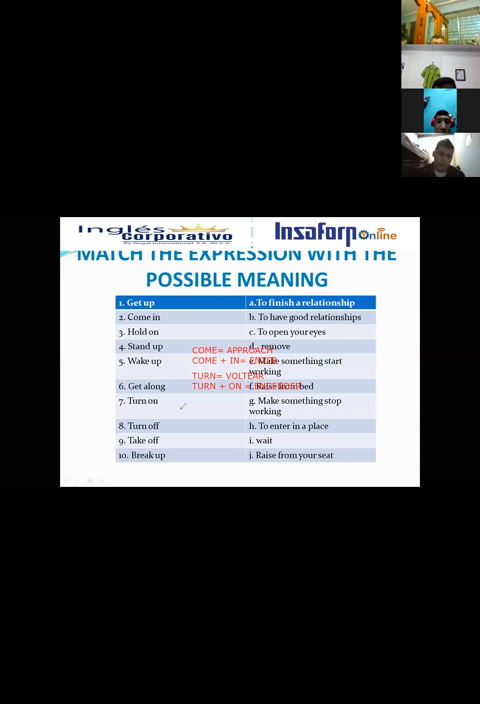 Inglés
Corporativo
Insaforp online
MATCH THE EXPRESSION WITH THE
POSSIBLE MEANING
1. Get up a.To finish a relationship
2. Come in b. To have good relationships
3. Hold on c. To open your eyes
4. Stand up d. remove
COME= APPROACH
5. Wake up e. Make something start
working
COME + IN=
TURN= VOLTEAR
6. Get along f. Raise from bed
TURN + ON =
7. Turn on g. Make something stop
working
8. Turn off h. To enter in a place
9. Take off i. wait
10. Break up j. Raise from your seat